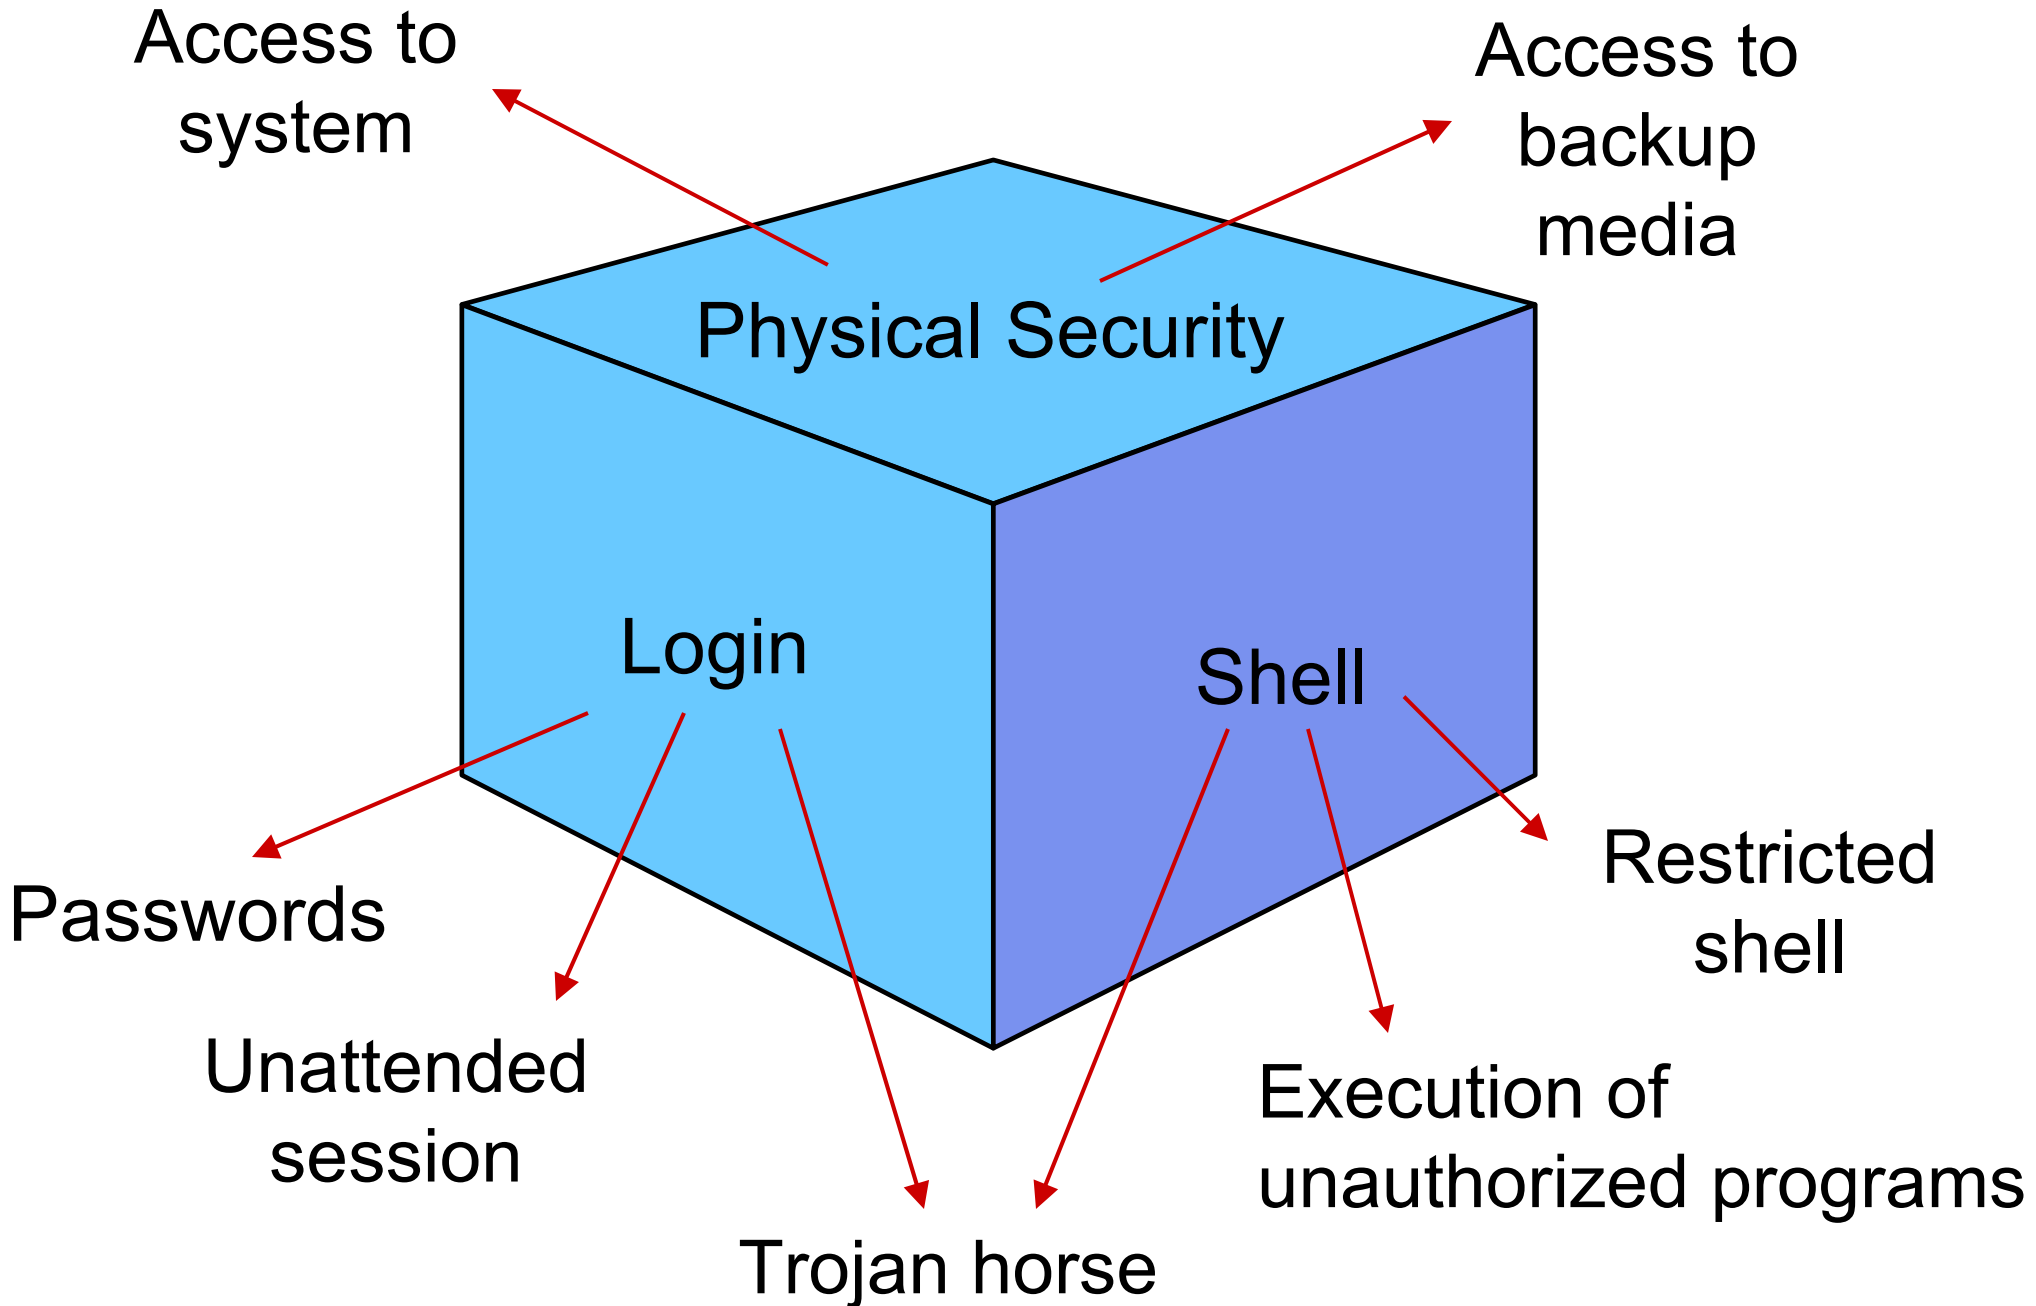 Access to
system
Access to
backup
media
Physical Security
Login
Shell
Passwords
Unattended
session
Trojan horse
Execution of
unauthorized programs
Restricted
shell